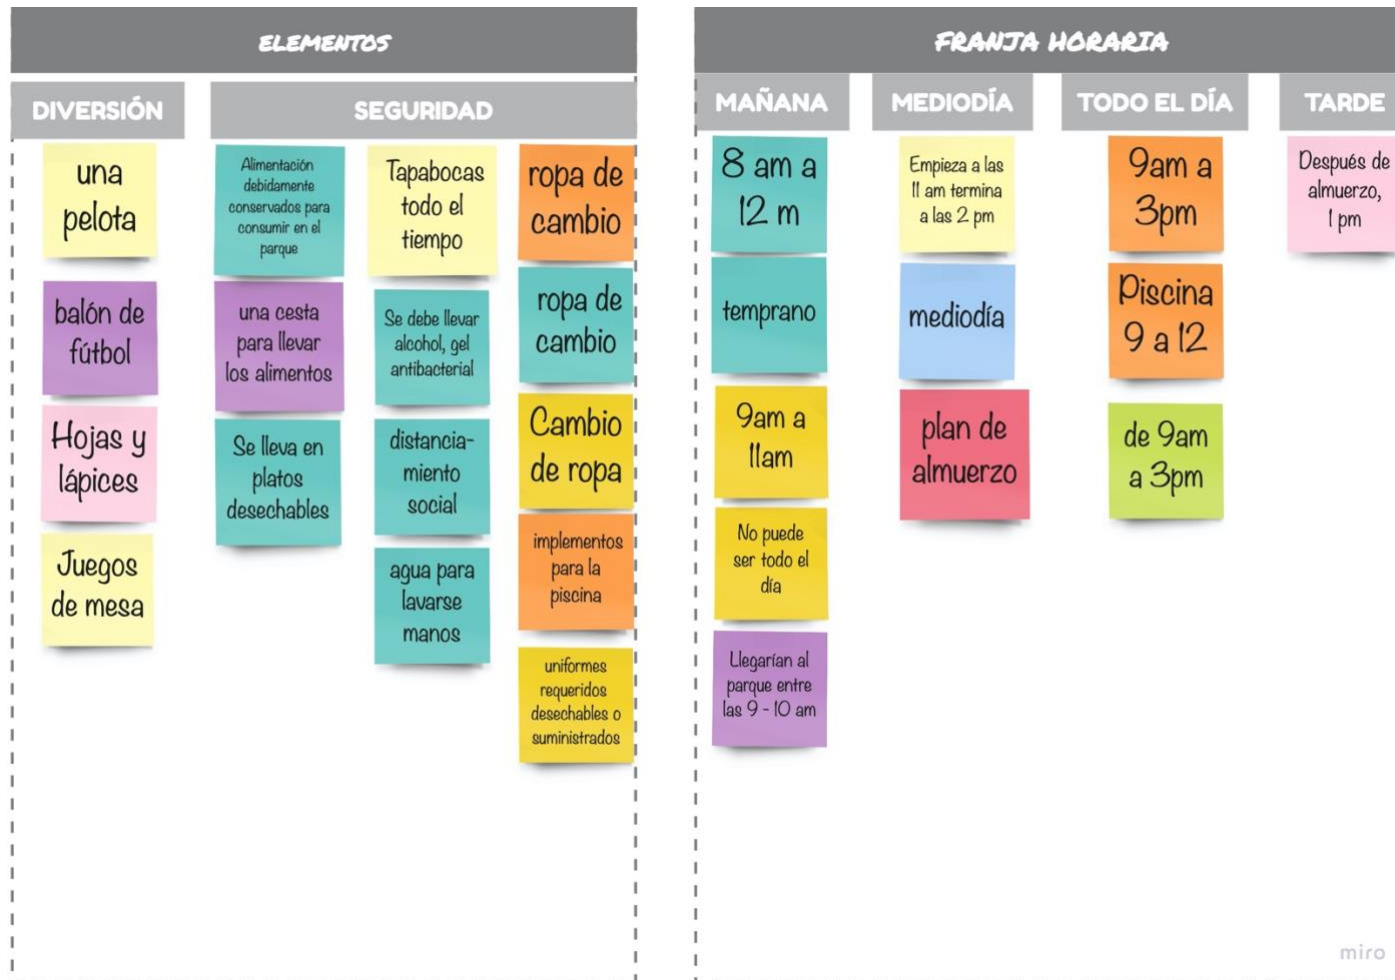 ELEMENTOS
DIVERSIÓN
una
pelota
balón de
fútbol
Hojas y
lápices
Juegos
de mesa
SEGURIDAD
Alimentación
debidamente
conservados para
consumir en el
parque
una cesta
para llevar
los alimentos
Se lleva en
platos
desechables
Tapabocas
todo el
tiempo
Se debe llevar
alcohol, gel
antibacterial
distancia-
miento
social
agua para
lavarse
manos
ropa de
cambio
ropa de
cambio
Cambio
de ropa
implementos
para la
piscina
uniformes
requeridos
desechables o
suministrados
FRANJA HORARIA
MAÑANA
8 am a
12 m
temprano
9am a
11am
No puede
ser todo el
día
Llegarían al
parque entre
las 9 - 10 am
MEDIODÍA
Empieza a las
11 am termina
a las 2 pm
mediodía
plan de
almuerzo
TODO EL DÍA
9am a
3pm
Piscina
9 a 12
de 9am
a 3pm
TARDE
Después de
almuerzo,
1 pm
miro